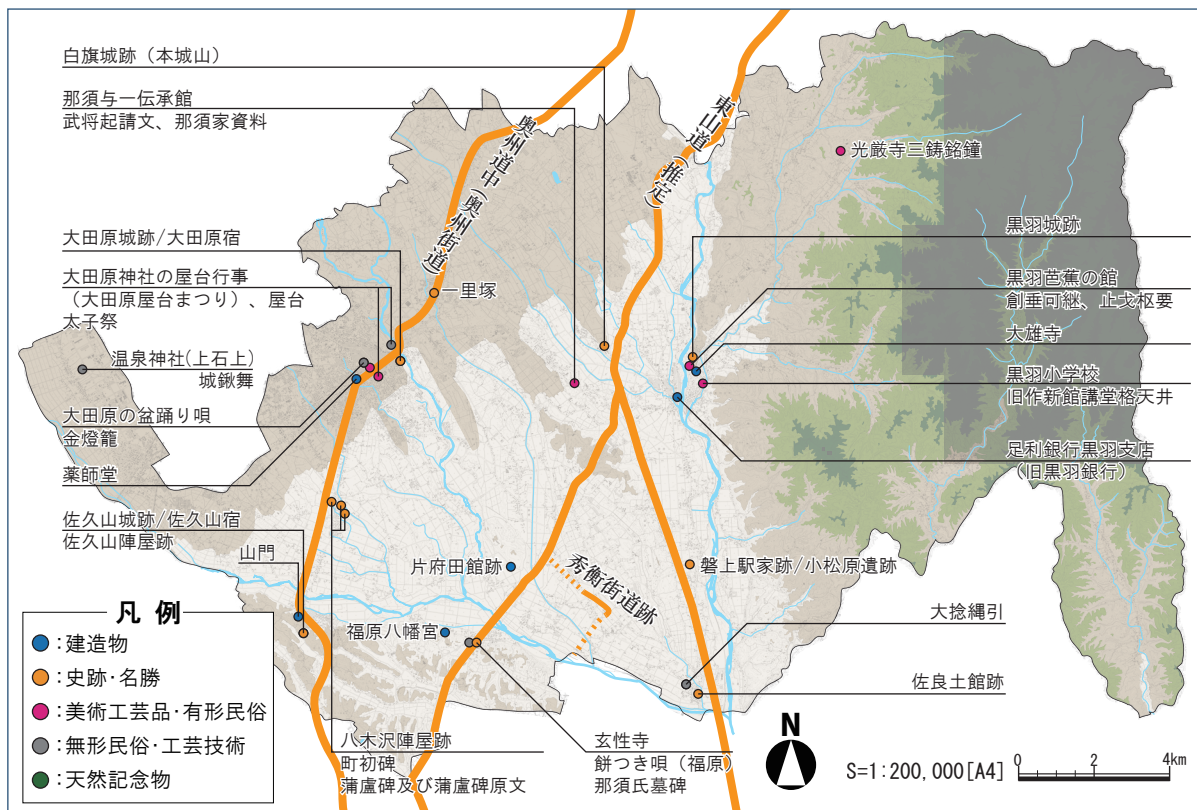 白旗城跡（本城山）
那須与一伝承館
武将起請文、那須家資料
奥州道中（奥州街道）
東山道（推定）
光厳寺三鋳銘鐘
大田原城跡/大田原宿
大田原神社の屋台行事
（大田原屋台まつり）、屋台
太子祭
一里塚
黒羽城跡
黒羽芭蕉の館
創垂可継、止戈枢要
大雄寺
温泉神社(上石上)
城鍬舞
黒羽小学校
旧作新館講堂格天井
大田原の盆踊り唄
金燈籠
足利銀行黒羽支店
（旧黒羽銀行）
薬師堂
佐久山城跡/佐久山宿
佐久山陣屋跡
山門
片府田館跡
秀衡街道跡
磐上駅家跡/小松原遺跡
福原八幡宮
大捻縄引
佐良土館跡
凡 例
：建造物
：史跡・名勝
：美術工芸品・有形民俗
：無形民俗・工芸技術
：天然記念物
八木沢陣屋跡
町初碑
蒲盧碑及び蒲盧碑原文
玄性寺
餅つき唄（福原）
那須氏墓碑
N
S=1:200,000[A4]
0 4km